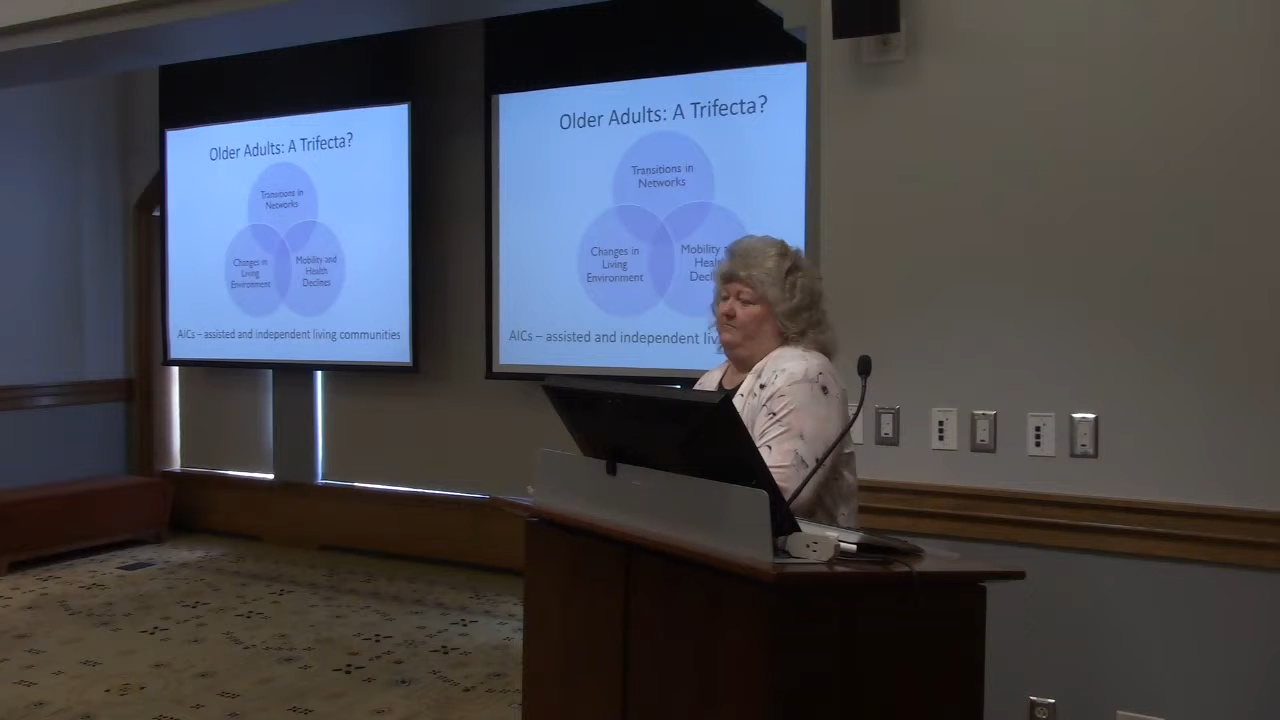 Older Adults: A Trifecta?
Transitions in
Networks
Changes in
Living
Environment
Mobility and
Health
Declines
AICs – assisted and independent living communities
Older Adults: A Trifecta?
Transitions in
Networks
Changes in
Living
Environment
Mobility
AICs – assisted and independent